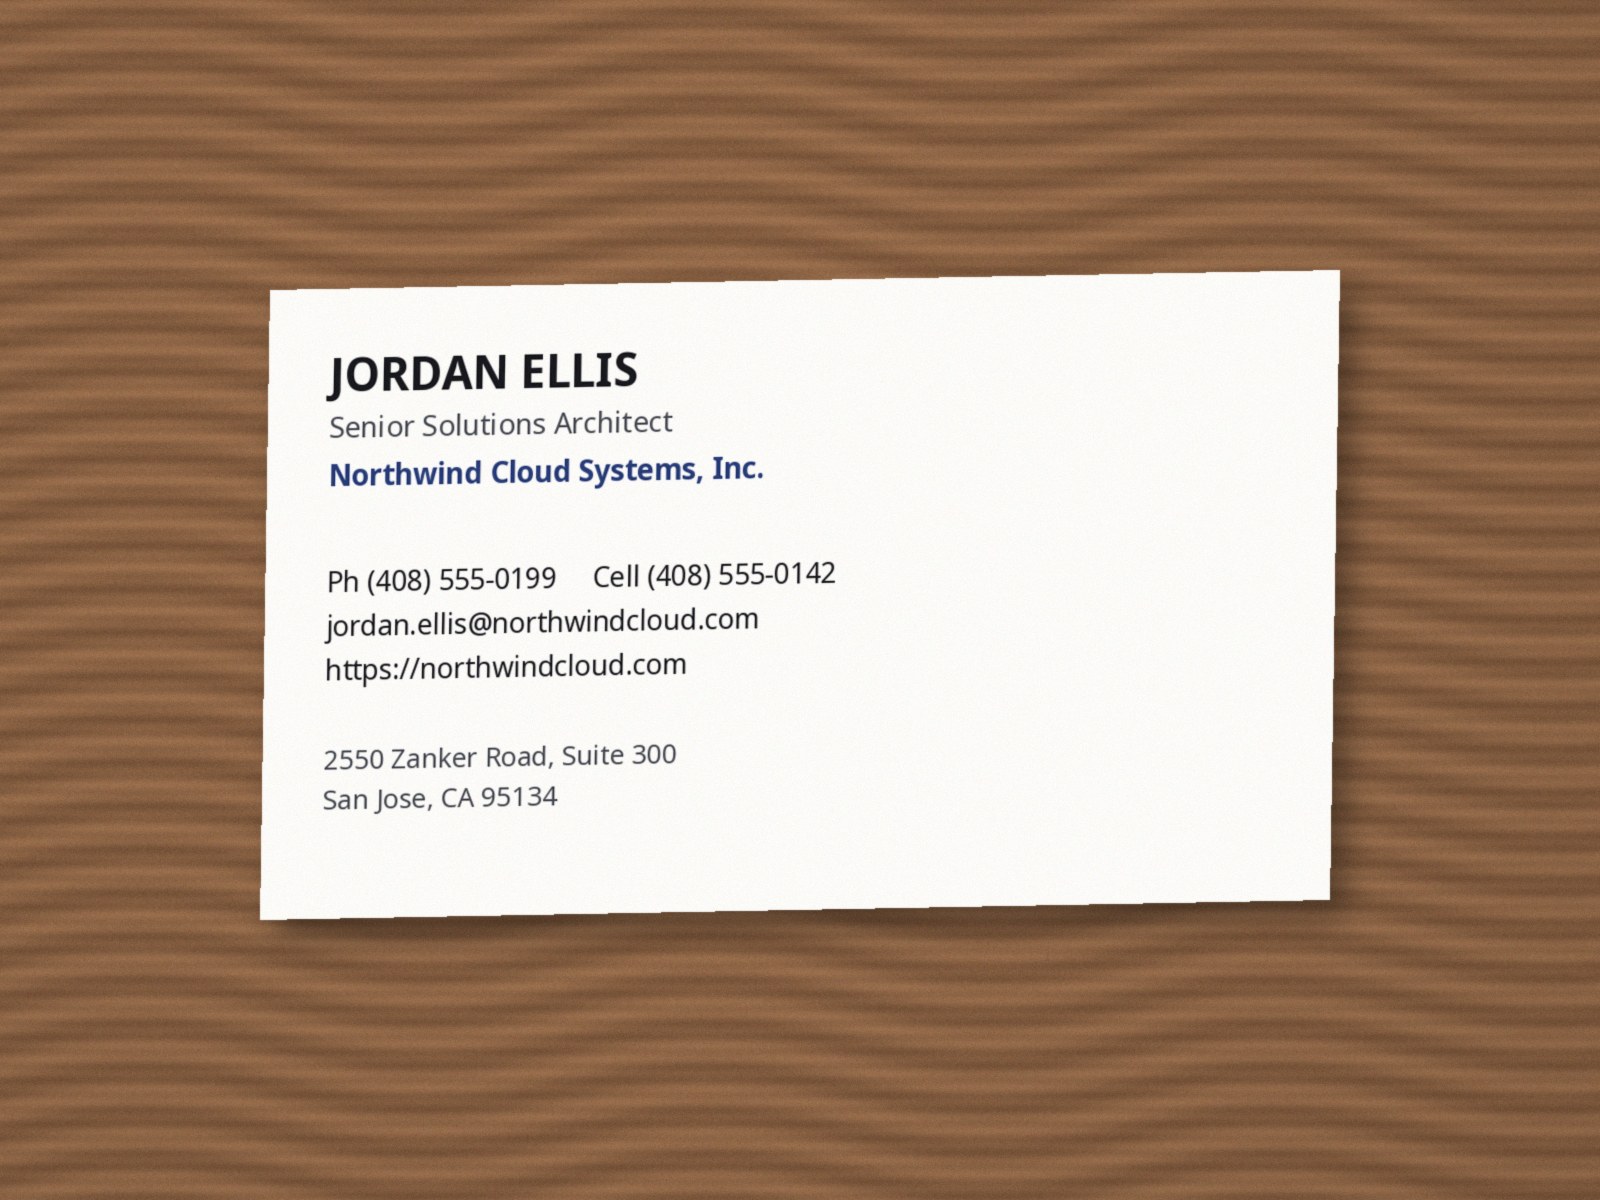 JORDAN ELLIS
Senior Solutions Architect
Northwind Cloud Systems, Inc.
Ph (408) 555-0199 Cell (408) 555-0142
jordan.ellis@northwindcloud.com
https://northwindcloud.com
2550 Zanker Road, Suite 300
San Jose, CA 95134